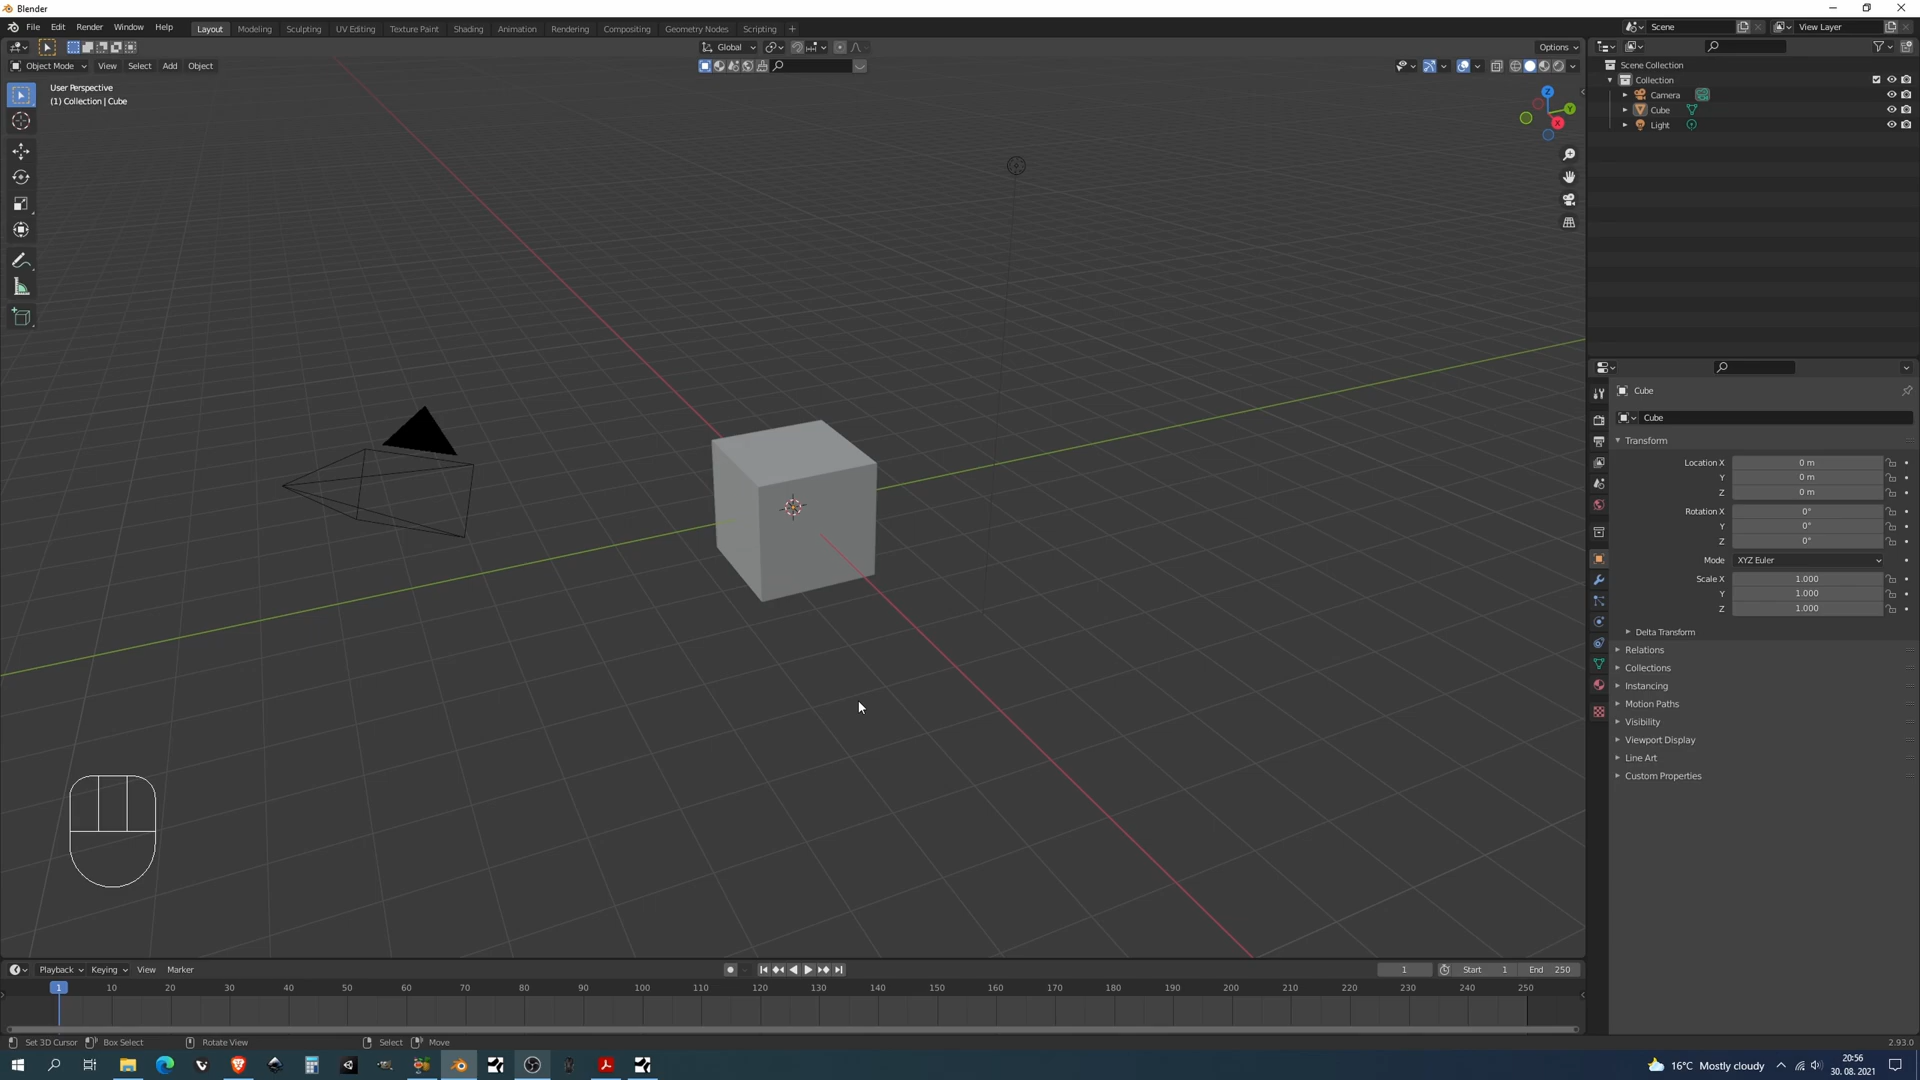 Blender
File Edit Render Window Help Layout Modeling Sculpting UV Editing Texture Paint Shading Animation Rendering Compositing Geometry Nodes Scripting + Scene View Layer
Global Options
Object Mode View Select Add Object
User Perspective
(1) Collection | Cube
Z
Y
X
Scene Collection
Collection
Camera
Cube
Light
Cube
Cube
Transform
Location X 0 m
Y 0 m
Z 0 m
Rotation X 0°
Y 0°
Z 0°
Mode XYZ Euler
Scale X 1.000
Y 1.000
Z 1.000
Delta Transform
Relations
Collections
Instancing
Motion Paths
Visibility
Viewport Display
Line Art
Custom Properties
Playback Keying View Marker 1 Start 1 End 250
1 10 20 30 40 50 60 70 80 90 100 110 120 130 140 150 160 170 180 190 200 210 220 230 240 250
Set 3D Cursor Box Select Rotate View Select Move 2.93.0
16°C Mostly cloudy
20:56
30. 08. 2021